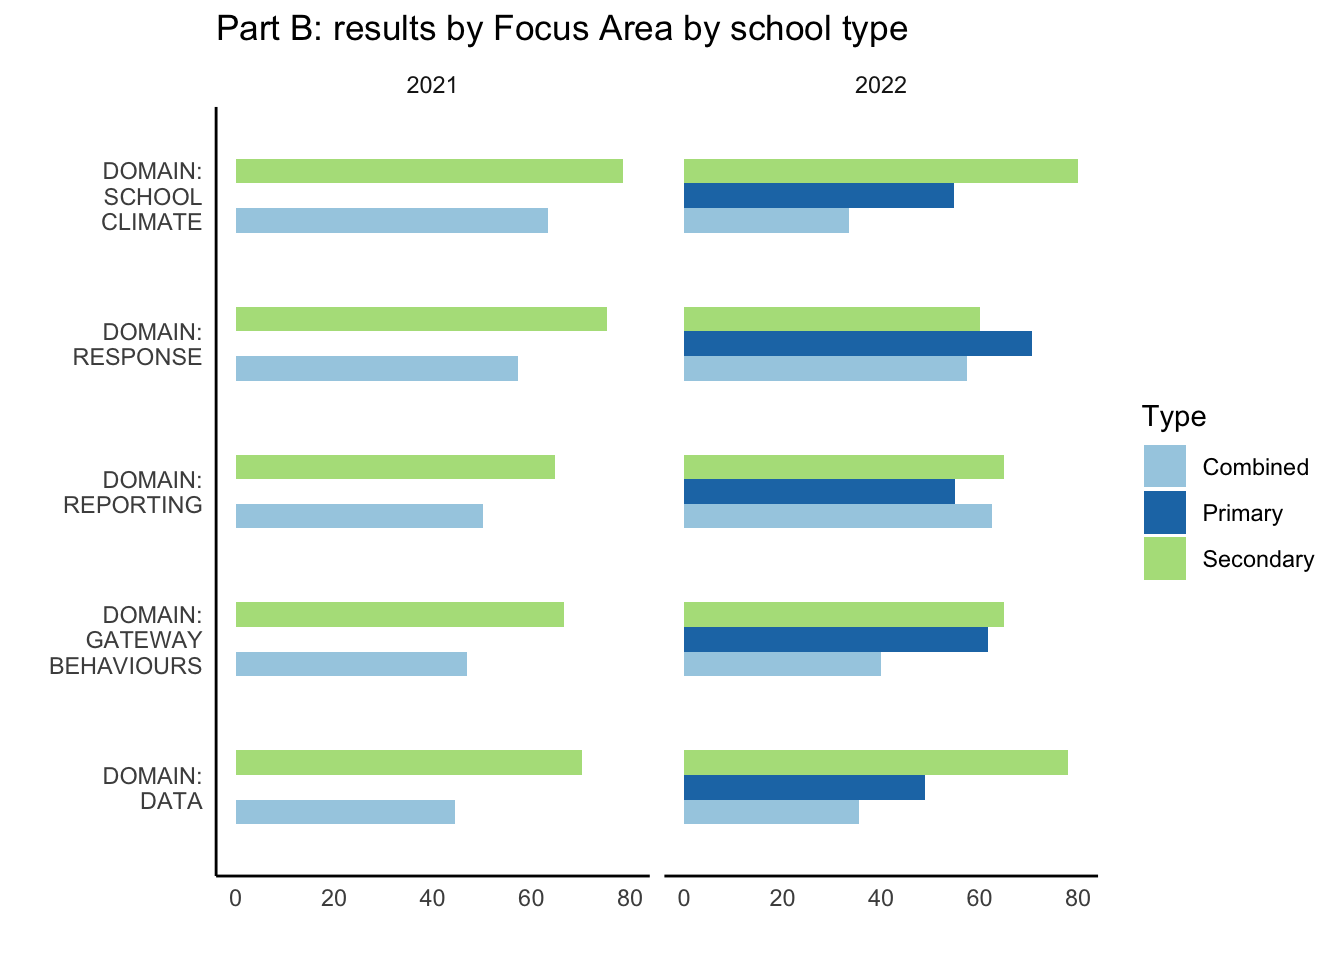 Part B: results by Focus Area by school type
2021
2022
DOMAIN:
SCHOOL
CLIMATE
DOMAIN:
RESPONSE
DOMAIN:
REPORTING
DOMAIN:
GATEWAY
BEHAVIOURS
DOMAIN:
DATA
0 20 40 60 80
0 20 40 60 80
Type
Combined
Primary
Secondary